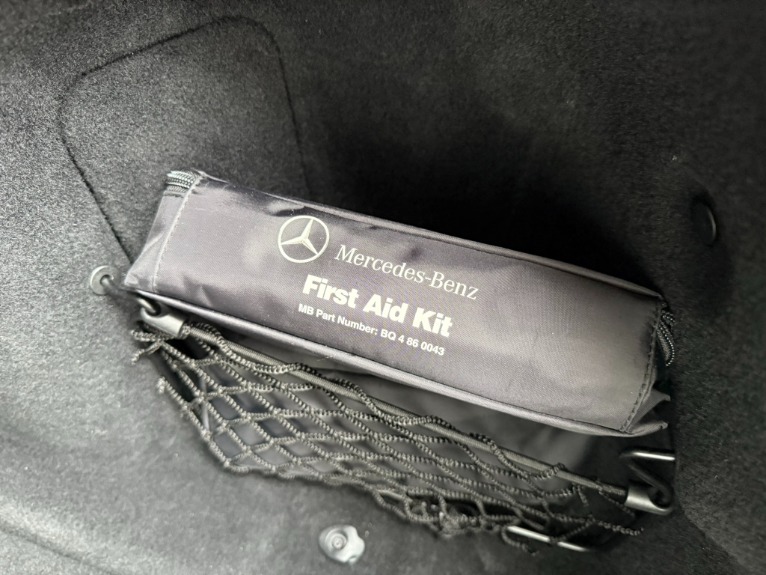 Mercedes-Benz
First Aid Kit
MB Part Number: BQ 4 86 0043